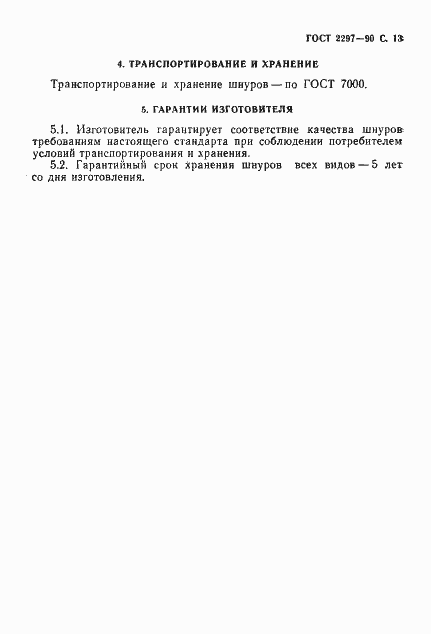 ГОСТ 2297—90 С. 13
4. ТРАНСПОРТИРОВАНИЕ И ХРАНЕНИЕ
Транспортирование и хранение шнуров — по ГОСТ 7000.
5. ГАРАНТИИ ИЗГОТОВИТЕЛЯ
5.1. Изготовитель гарантирует соответствие качества шнуров
требованиям настоящего стандарта при соблюдении потребителем
условий транспортирования и хранения.
5.2. Гарантийный срок хранения шнуров всех видов — 5 лет
со дня изготовления.